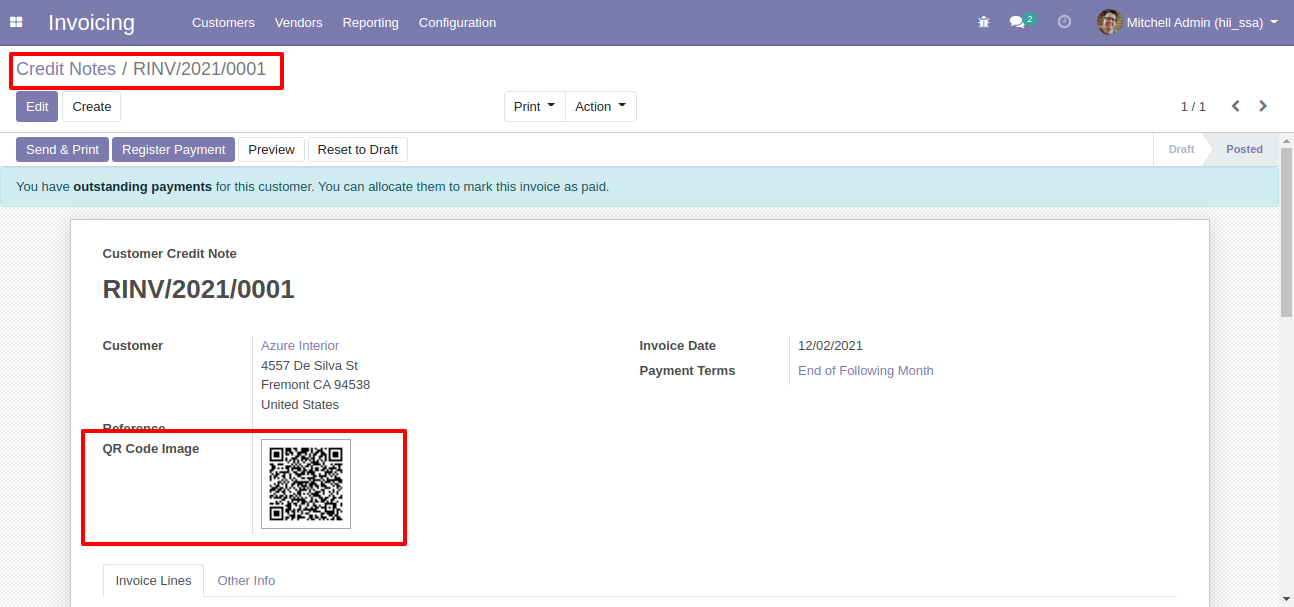 Invoicing Customers Vendors Reporting Configuration 2 Mitchell Admin (hii_ssa)
Credit Notes / RINV/2021/0001
Edit Create Print Action 1 / 1
Send & Print Register Payment Preview Reset to Draft Draft Posted
You have outstanding payments for this customer. You can allocate them to mark this invoice as paid.
Customer Credit Note
RINV/2021/0001
Customer Azure Interior Invoice Date 12/02/2021
4557 De Silva St Payment Terms End of Following Month
Fremont CA 94538
United States
Reference
QR Code Image
Invoice Lines Other Info